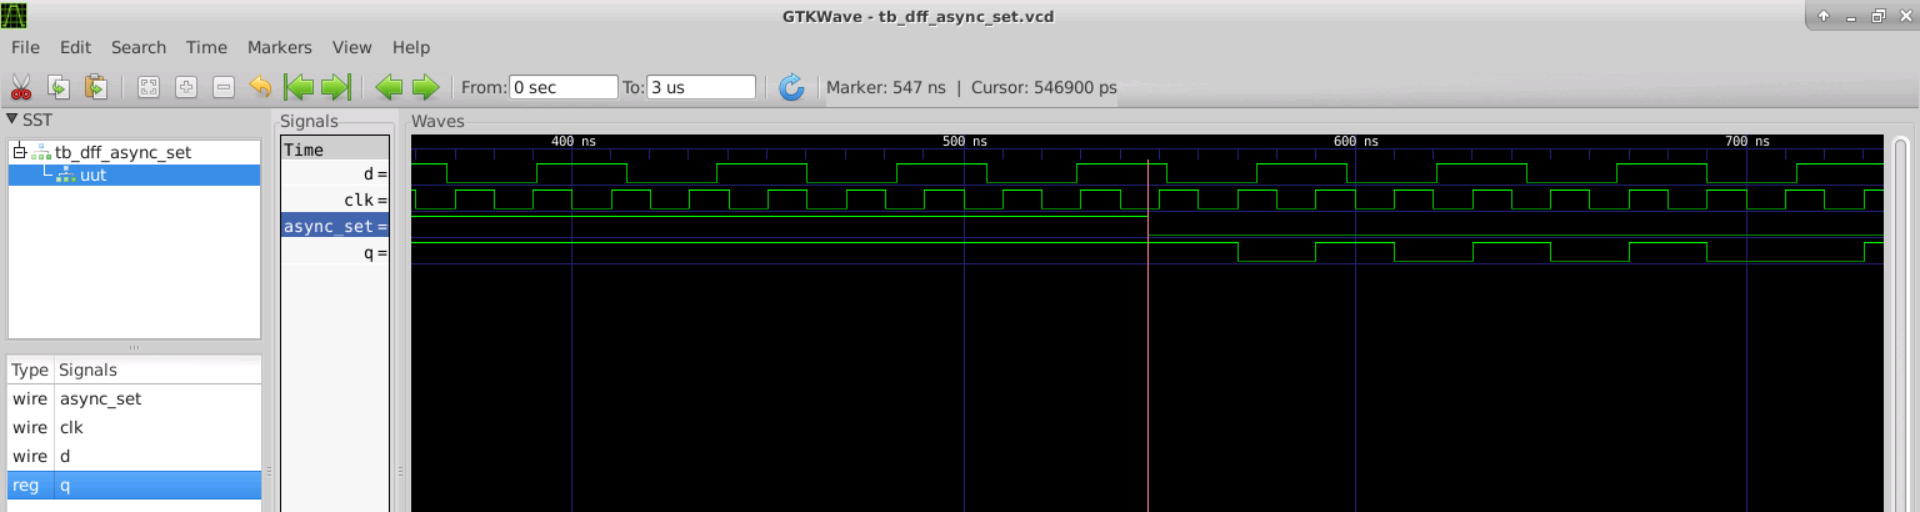 GTKWave - tb_dff_async_set.vcd
File Edit Search Time Markers View Help
From: 0 sec To: 3 us Marker: 547 ns | Cursor: 546900 ps
SST
tb_dff_async_set
uut
Type Signals
wire async_set
wire clk
wire d
reg q
Signals
Time
d=
clk=
async_set=
q=
Waves
400 ns 500 ns 600 ns 700 ns